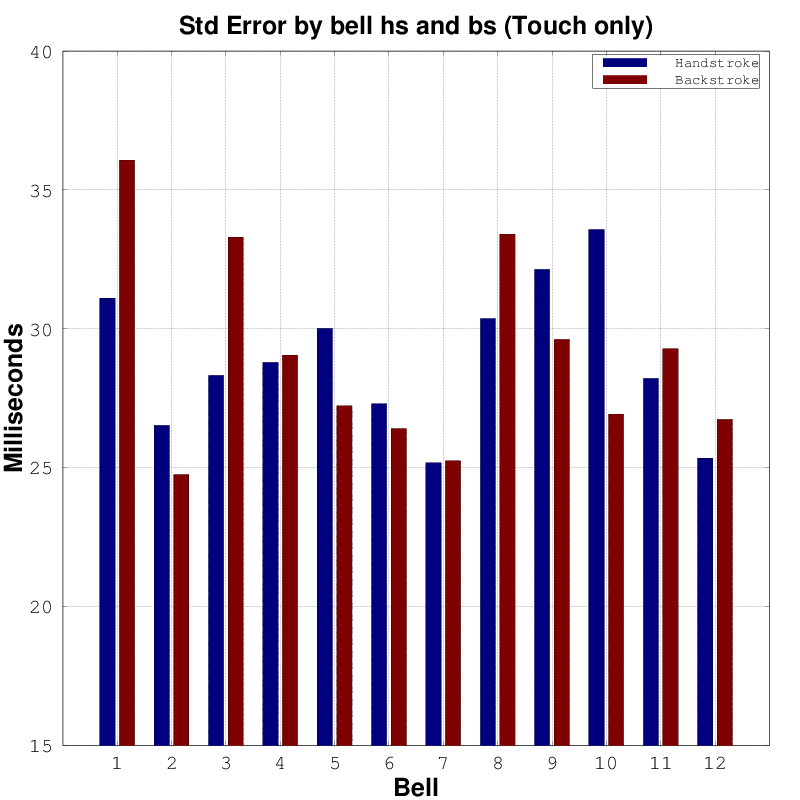 Std Error by bell hs and bs (Touch only)
Handstroke
Backstroke
40
35
30
25
20
15
Milliseconds
1 2 3 4 5 6 7 8 9 10 11 12
Bell